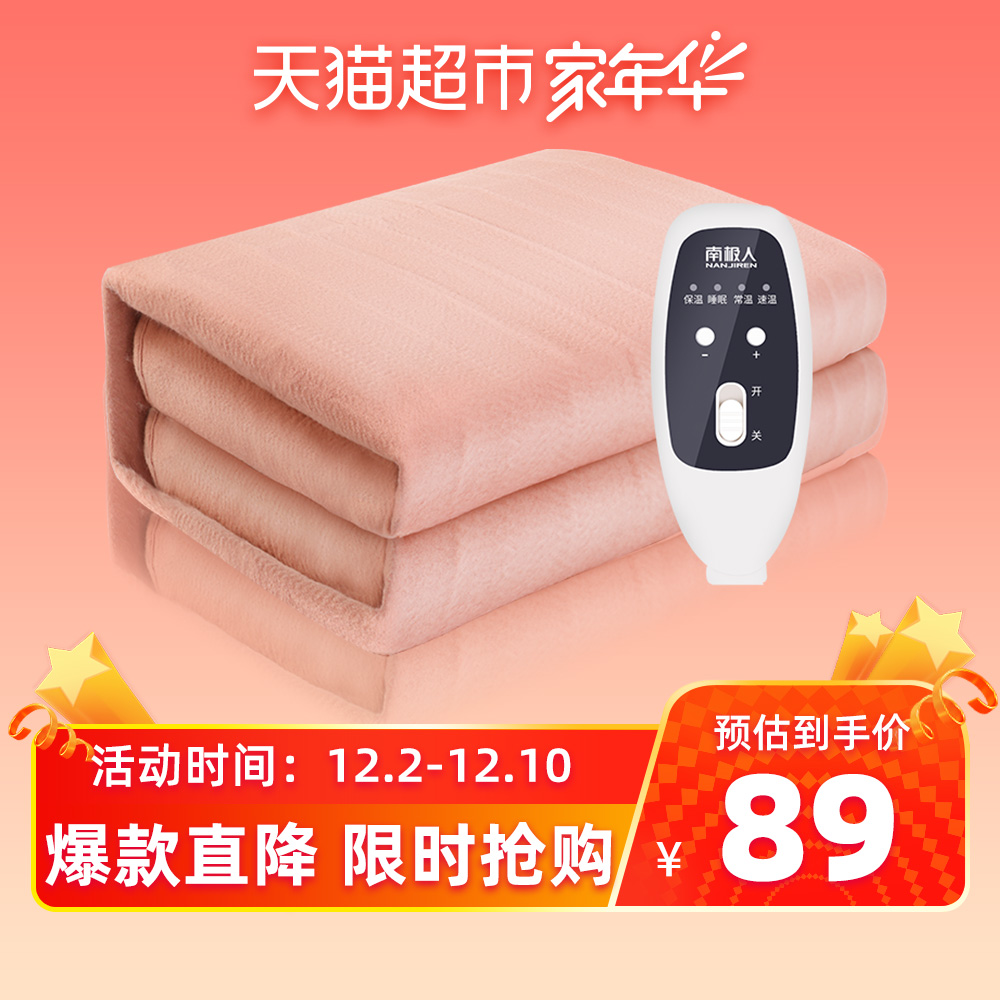 天猫超市家年华
南极人
NANJIREN
保温 睡眠 常温 速温
- +
开
关
活动时间：12.2-12.10
爆款直降 限时抢购
预估到手价
¥ 89